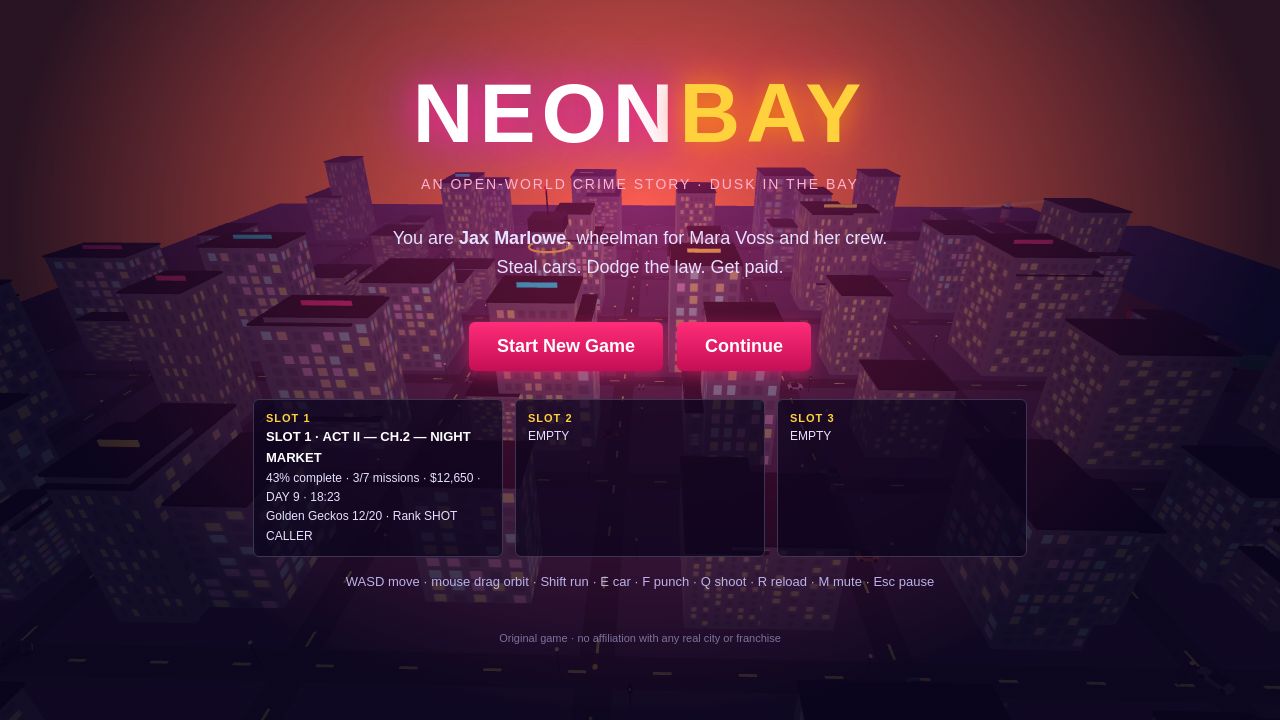 NEONBAY
AN OPEN-WORLD CRIME STORY · DUSK IN THE BAY
You are Jax Marlowe, wheelman for Mara Voss and her crew.
Steal cars. Dodge the law. Get paid.
Start New Game
Continue
SLOT 1
SLOT 1 · ACT II — CH.2 — NIGHT
MARKET
43% complete · 3/7 missions · $12,650 ·
DAY 9 · 18:23
Golden Geckos 12/20 · Rank SHOT
CALLER
SLOT 2
EMPTY
SLOT 3
EMPTY
WASD move · mouse drag orbit · Shift run · E car · F punch · Q shoot · R reload · M mute · Esc pause
Original game · no affiliation with any real city or franchise